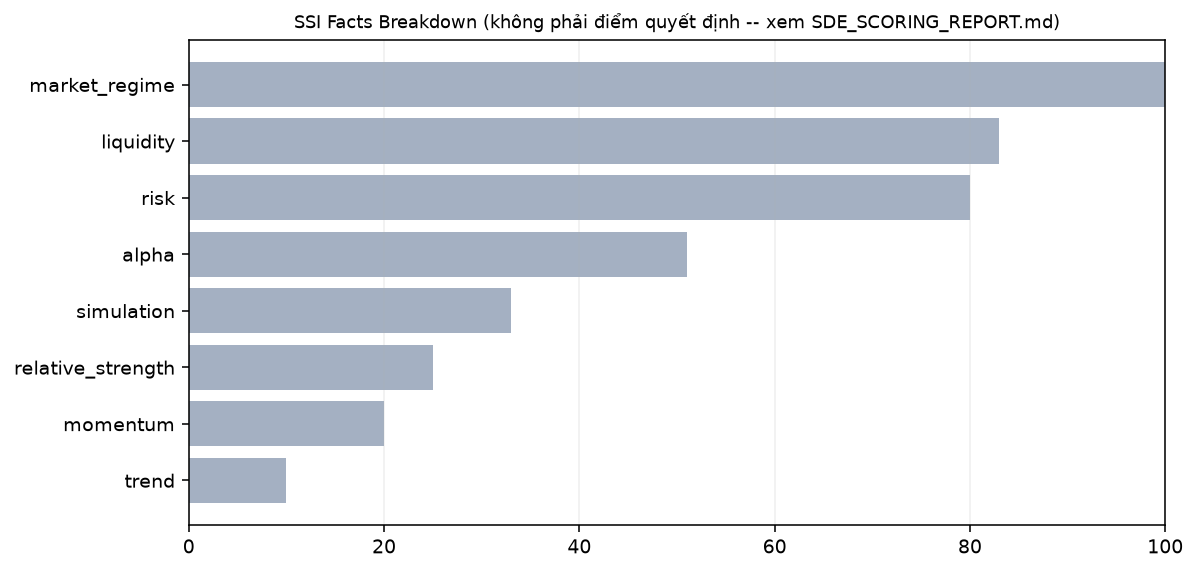 SSI Facts Breakdown (không phải điểm quyết định -- xem SDE_SCORING_REPORT.md)
market_regime
liquidity
risk
alpha
simulation
relative_strength
momentum
trend
0 20 40 60 80 100